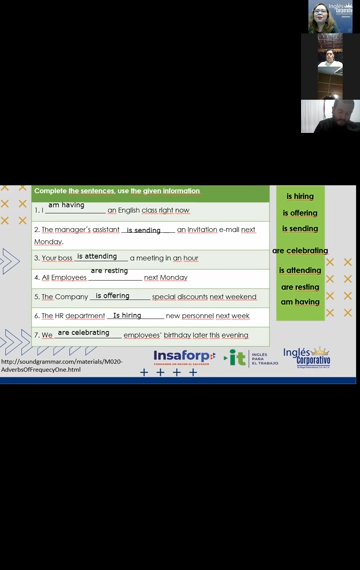 Inglés
Corporativo
Complete the sentences, use the given information
1. I am having an English class right now
2. The manager's assistant is sending an invitation e-mail next
Monday.
3. Your boss is attending a meeting in an hour
4. All Employees are resting next Monday
5. The Company is offering special discounts next weekend
6. The HR department Is hiring new personnel next week
7. We are celebrating employees' birthday later this evening
is hiring
is offering
is sending
are celebrating
is attending
are resting
am having
http://soundgrammar.com/materials/M020-
AdverbsOfFrequecyOne.html
Insaforp
it
INGLÉS
PARA
EL TRABAJO
Inglés
Corporativo